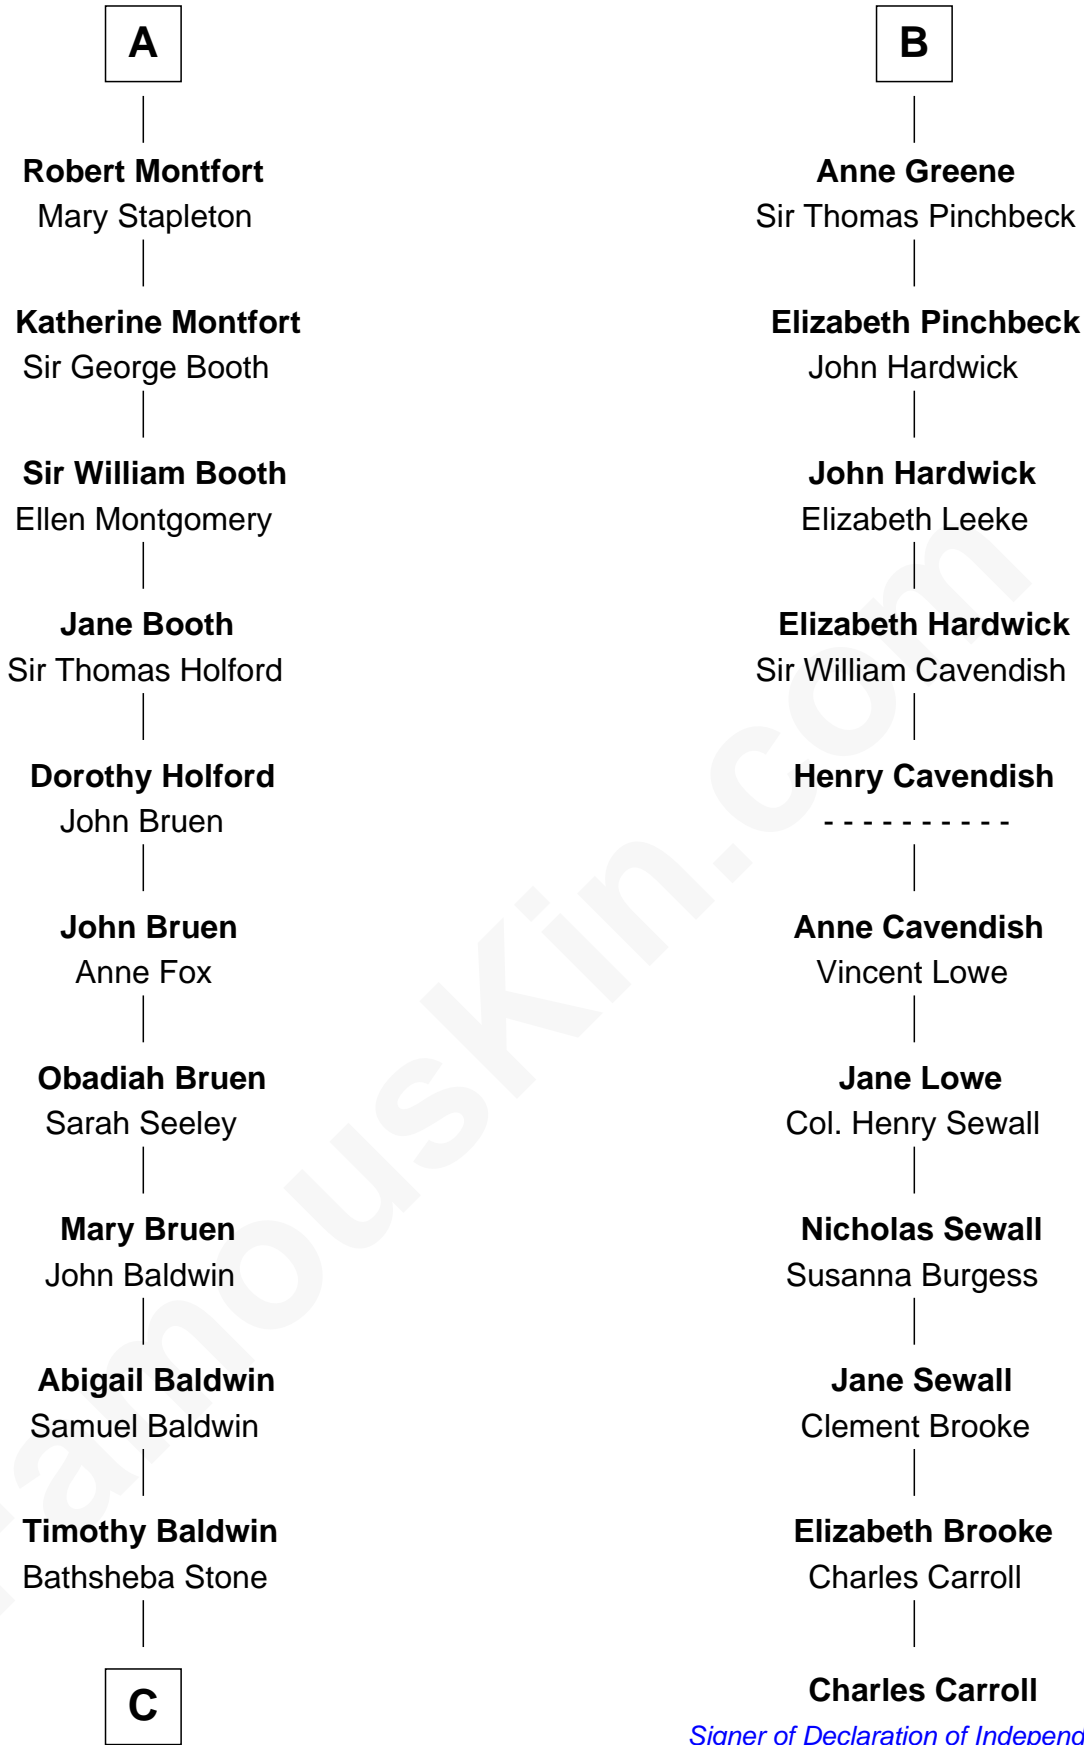 A
Robert Montfort
Mary Stapleton
Katherine Montfort
Sir George Booth
Sir William Booth
Ellen Montgomery
Jane Booth
Sir Thomas Holford
Dorothy Holford
John Bruen
John Bruen
Anne Fox
Obadiah Bruen
Sarah Seeley
Mary Bruen
John Baldwin
Abigail Baldwin
Samuel Baldwin
Timothy Baldwin
Bathsheba Stone
C
B
Anne Greene
Sir Thomas Pinchbeck
Elizabeth Pinchbeck
John Hardwick
John Hardwick
Elizabeth Leeke
Elizabeth Hardwick
Sir William Cavendish
Henry Cavendish
- - - - - - - - - -
Anne Cavendish
Vincent Lowe
Jane Lowe
Col. Henry Sewall
Nicholas Sewall
Susanna Burgess
Jane Sewall
Clement Brooke
Elizabeth Brooke
Charles Carroll
Charles Carroll
Signer of Declaration of Independ
FamousKin.com